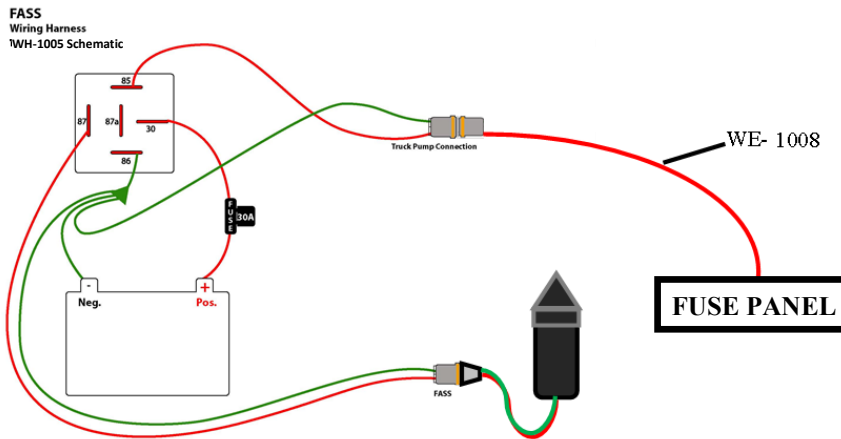 FASS
Wiring Harness
WH-1005 Schematic
85
87
87a
30
86
Truck Pump Connection
WE- 1008
FUSE
30A
-
+
Neg.
Pos.
FUSE PANEL
FASS